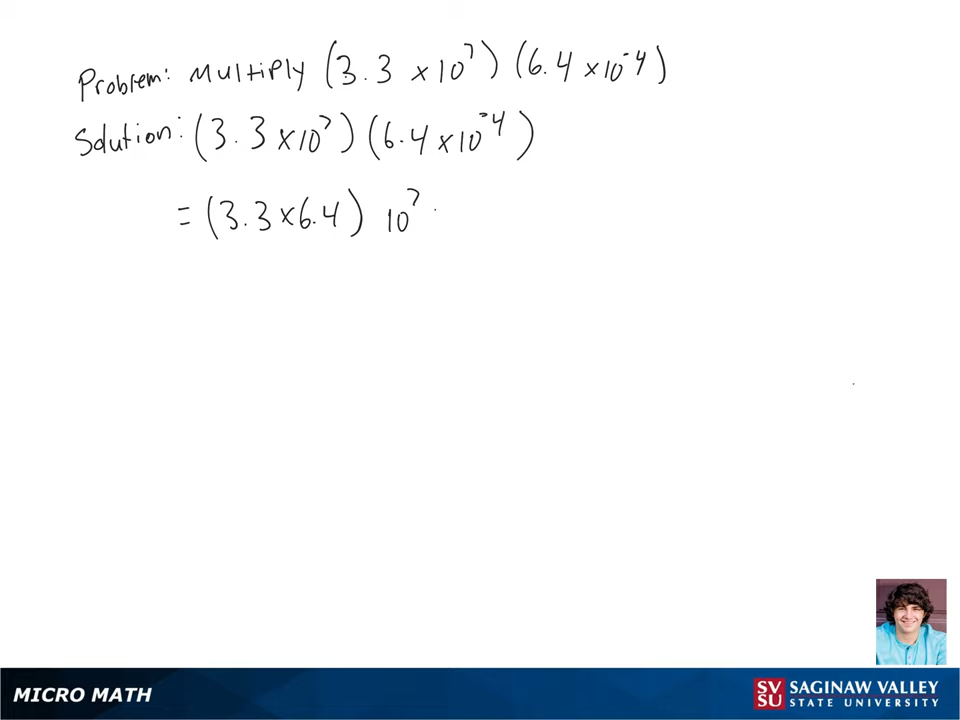 Problem: Multiply (3.3 × 10⁷) (6.4 × 10⁻⁴)
Solution: (3.3 × 10⁷) (6.4 × 10⁻⁴)
= (3.3 × 6.4) 10⁷
MICRO MATH
SVSU SAGINAW VALLEY
STATE UNIVERSITY